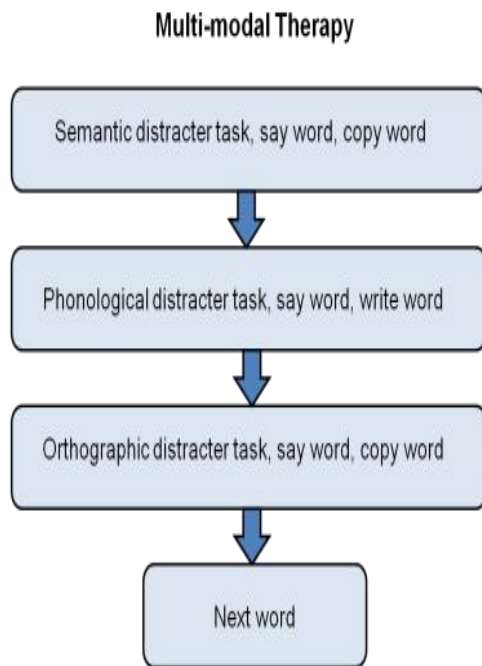 Multi-modal Therapy
Semantic distracter task, say word, copy word
Phonological distracter task, say word, write word
Orthographic distracter task, say word, copy word
Next word